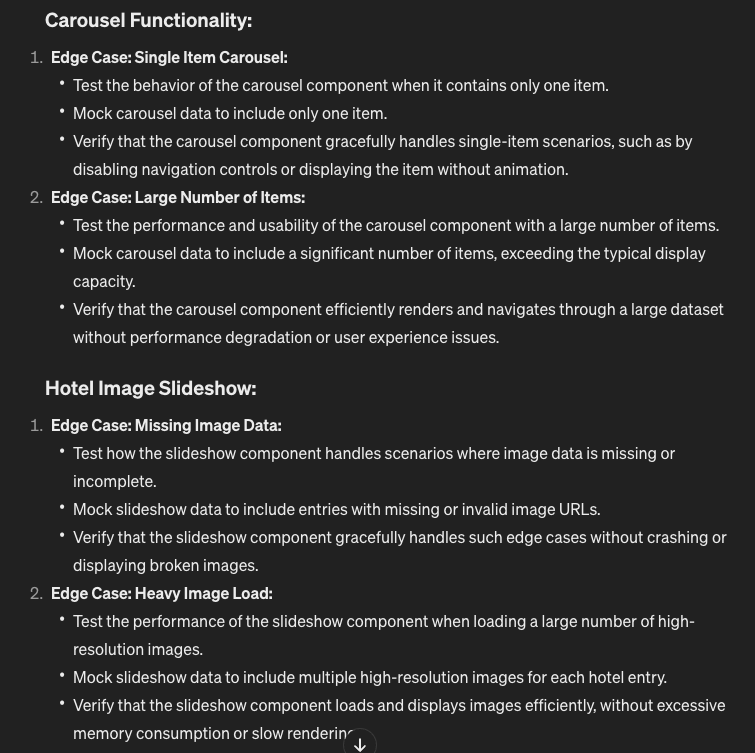 Carousel Functionality:
1. Edge Case: Single Item Carousel:
• Test the behavior of the carousel component when it contains only one item.
• Mock carousel data to include only one item.
• Verify that the carousel component gracefully handles single-item scenarios, such as by
disabling navigation controls or displaying the item without animation.
2. Edge Case: Large Number of Items:
• Test the performance and usability of the carousel component with a large number of items.
• Mock carousel data to include a significant number of items, exceeding the typical display
capacity.
• Verify that the carousel component efficiently renders and navigates through a large dataset
without performance degradation or user experience issues.
Hotel Image Slideshow:
1. Edge Case: Missing Image Data:
• Test how the slideshow component handles scenarios where image data is missing or
incomplete.
• Mock slideshow data to include entries with missing or invalid image URLs.
• Verify that the slideshow component gracefully handles such edge cases without crashing or
displaying broken images.
2. Edge Case: Heavy Image Load:
• Test the performance of the slideshow component when loading a large number of high-
resolution images.
• Mock slideshow data to include multiple high-resolution images for each hotel entry.
• Verify that the slideshow component loads and displays images efficiently, without excessive
memory consumption or slow rendering